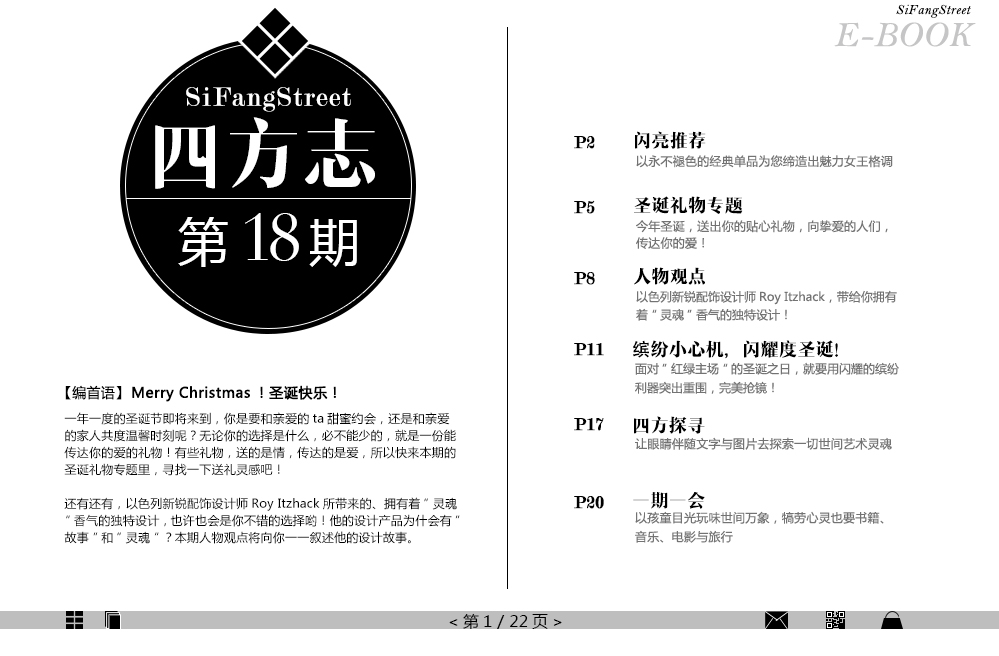 SiFangStreet
四方志
第18期
【编首语】Merry Christmas ！圣诞快乐！
一年一度的圣诞节即将来到，你是要和亲爱的 ta 甜蜜约会，还是和亲爱
的家人共度温馨时刻呢？无论你的选择是什么，必不能少的，就是一份能
传达你的爱的礼物！有些礼物，送的是情，传达的是爱，所以快来本期的
圣诞礼物专题里，寻找一下送礼灵感吧！
还有还有，以色列新锐配饰设计师 Roy Itzhack 所带来的、拥有着＂灵魂
＂香气的独特设计，也许也会是你不错的选择哟！他的设计产品为什会有＂
故事＂和＂灵魂＂？本期人物观点将向你一一叙述他的设计故事。
SiFangStreet
E-BOOK
P2 闪亮推荐
以永不褪色的经典单品为您缔造出魅力女王格调
P5 圣诞礼物专题
今年圣诞，送出你的贴心礼物，向挚爱的人们，
传达你的爱！
P8 人物观点
以色列新锐配饰设计师 Roy Itzhack，带给你拥有
着＂灵魂＂香气的独特设计！
P11 缤纷小心机，闪耀度圣诞!
面对＂红绿主场＂的圣诞之日，就要用闪耀的缤纷
利器突出重围，完美抢镜！
P17 四方探寻
让眼睛伴随文字与图片去探索一切世间艺术灵魂
P20 一期一会
以孩童目光玩味世间万象，犒劳心灵也要书籍、
音乐、电影与旅行
< 第 1 / 22 页 >